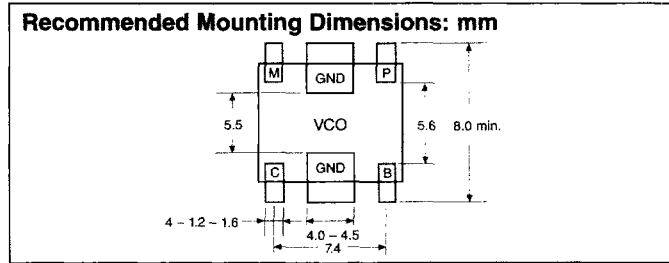 Recommended Mounting Dimensions: mm
M GND P
5.5 VCO 5.6 8.0 min.
C GND B
4 – 1.2 – 1.6
4.0 – 4.5
7.4